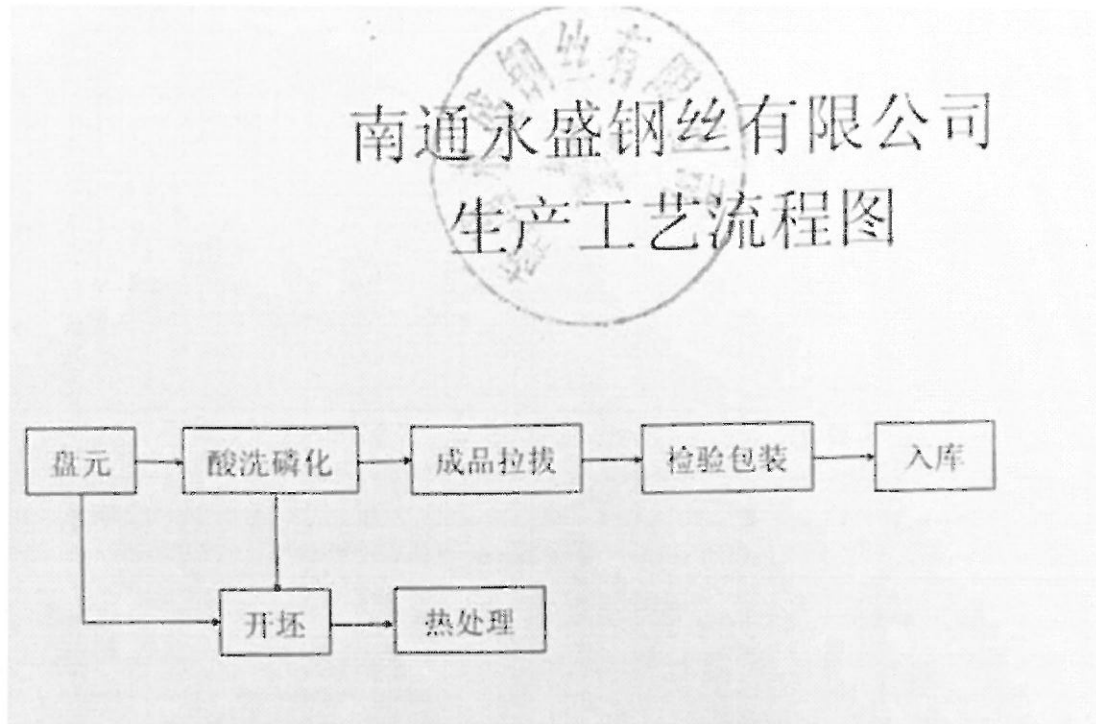 南通永盛钢丝有限公司
生产工艺流程图
盘元
酸洗磷化
成品拉拔
检验包装
入库
开坯
热处理